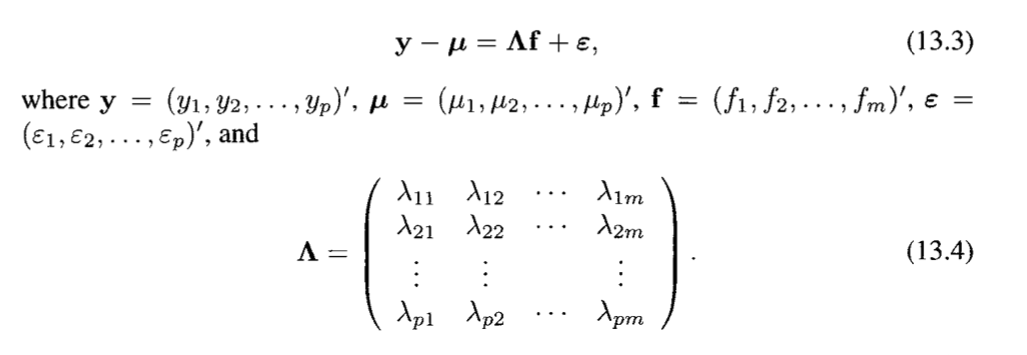 y − μ = Λf + ε, (13.3)
where y = (y₁, y₂, . . . , yₚ)′, μ = (μ₁, μ₂, . . . , μₚ)′, f = (f₁, f₂, . . . , fₘ)′, ε =
(ε₁, ε₂, . . . , εₚ)′, and
λ₁₁ λ₁₂ ⋯ λ₁ₘ
λ₂₁ λ₂₂ ⋯ λ₂ₘ
Λ = ( ⋮ ⋮ ⋮ ) . (13.4)
λₚ₁ λₚ₂ ⋯ λₚₘ